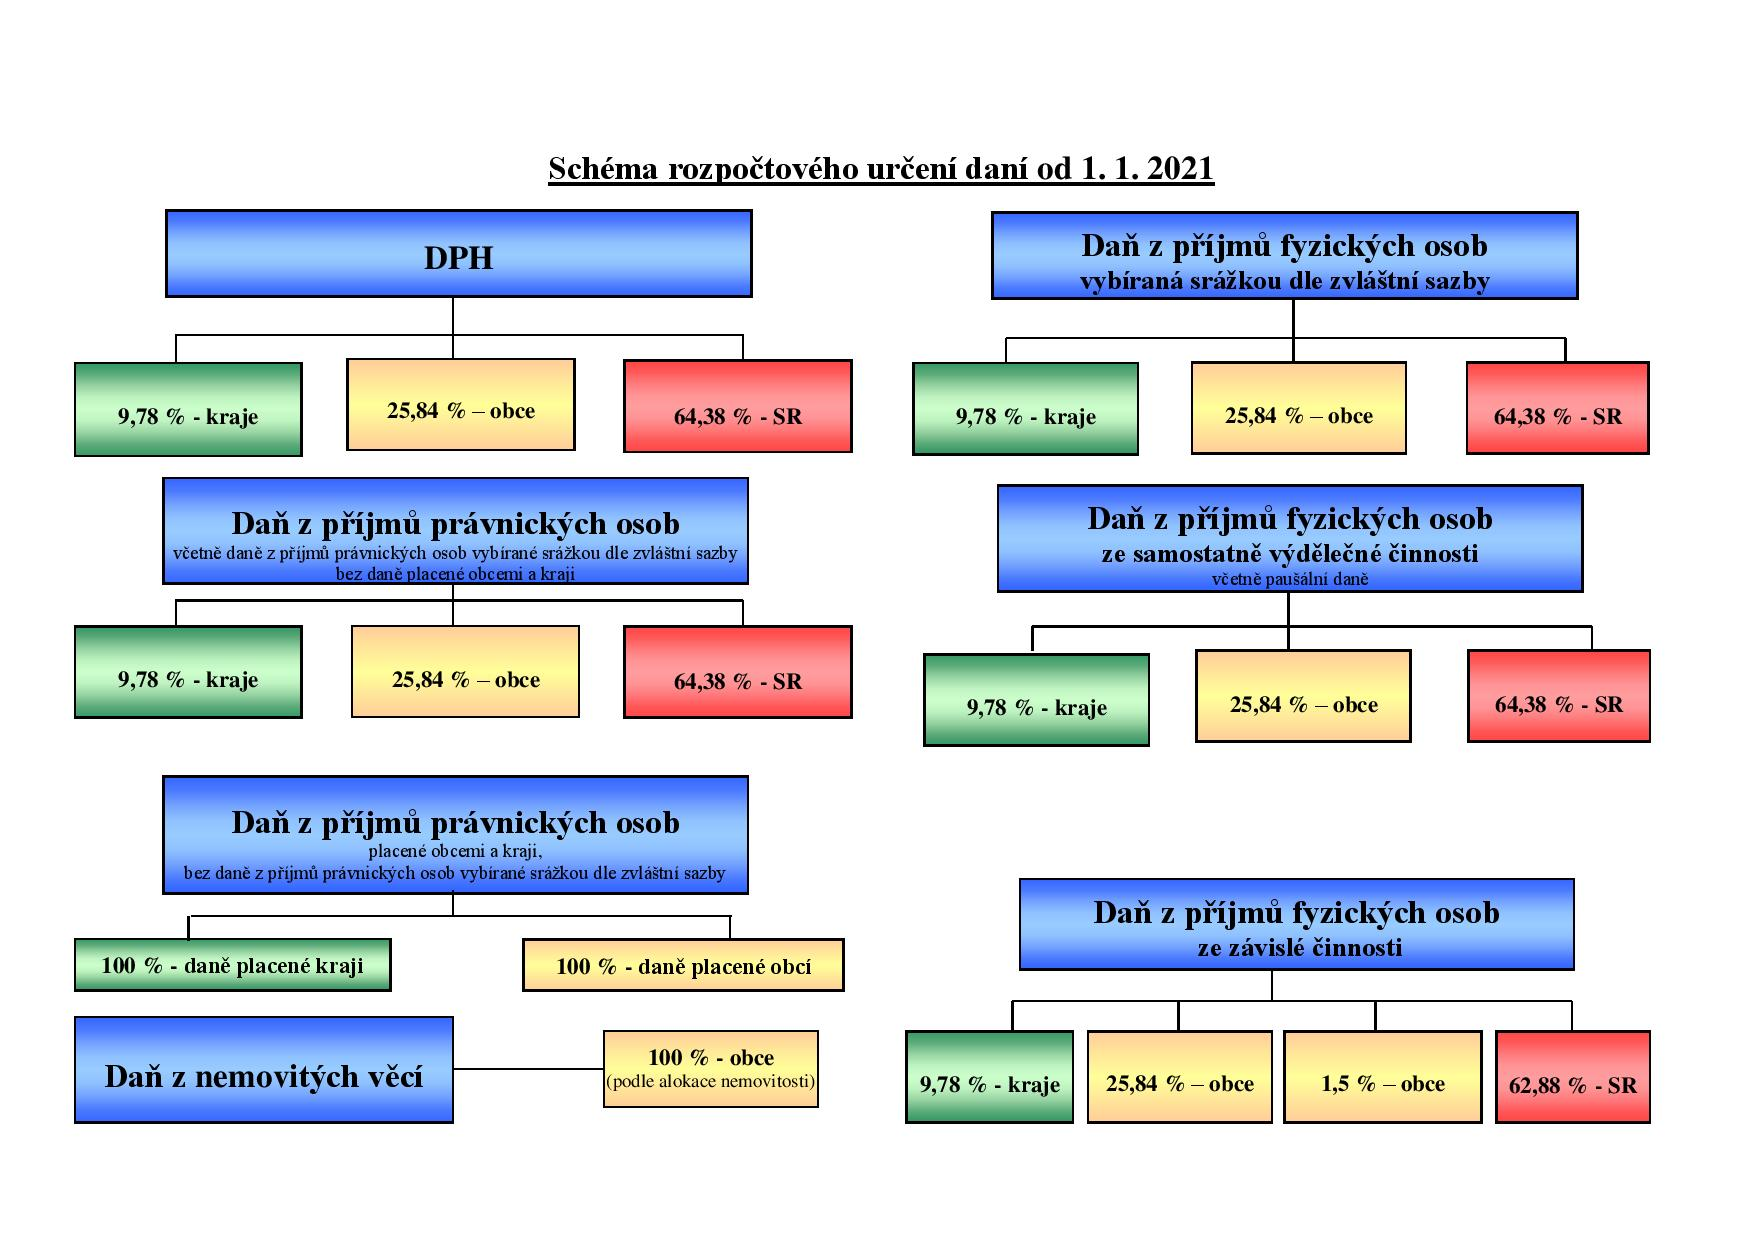 Schéma rozpočtového určení daní od 1. 1. 2021
DPH
9,78 % - kraje
25,84 % – obce
64,38 % - SR
Daň z příjmů fyzických osob
vybíraná srážkou dle zvláštní sazby
9,78 % - kraje
25,84 % – obce
64,38 % - SR
Daň z příjmů právnických osob
včetně daně z příjmů právnických osob vybírané srážkou dle zvláštní sazby
bez daně placené obcemi a kraji
9,78 % - kraje
25,84 % – obce
64,38 % - SR
Daň z příjmů fyzických osob
ze samostatně výdělečné činnosti
včetně paušální daně
9,78 % - kraje
25,84 % – obce
64,38 % - SR
Daň z příjmů právnických osob
placené obcemi a kraji,
bez daně z příjmů právnických osob vybírané srážkou dle zvláštní sazby
100 % - daně placené kraji
100 % - daně placené obcí
Daň z nemovitých věcí
100 % - obce
(podle alokace nemovitosti)
Daň z příjmů fyzických osob
ze závislé činnosti
9,78 % - kraje
25,84 % – obce
1,5 % – obce
62,88 % - SR